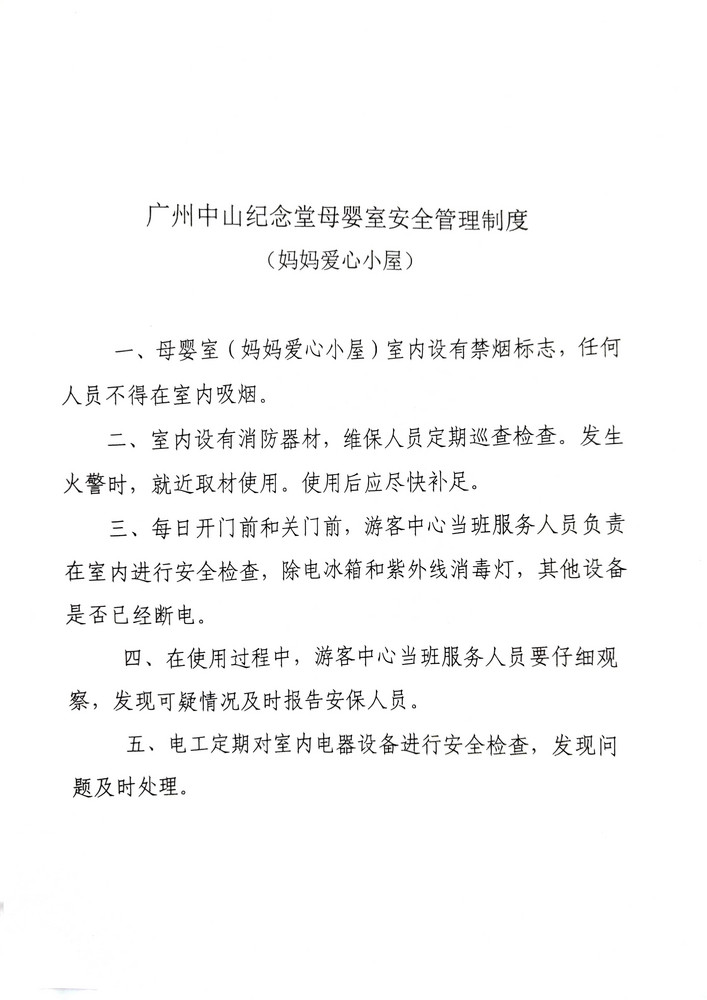 广州中山纪念堂母婴室安全管理制度
（妈妈爱心小屋）
一、母婴室（妈妈爱心小屋）室内设有禁烟标志，任何
人员不得在室内吸烟。
二、室内设有消防器材，维保人员定期巡查检查。发生
火警时，就近取材使用。使用后应尽快补足。
三、每日开门前和关门前，游客中心当班服务人员负责
在室内进行安全检查，除电冰箱和紫外线消毒灯，其他设备
是否已经断电。
四、在使用过程中，游客中心当班服务人员要仔细观
察，发现可疑情况及时报告安保人员。
五、电工定期对室内电器设备进行安全检查，发现问
题及时处理。